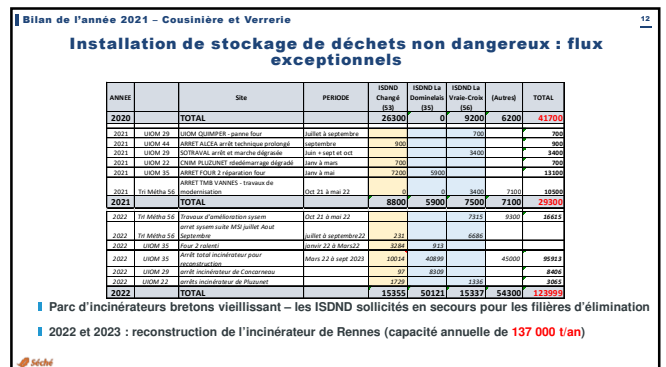 Bilan de l'année 2021 – Cousinière et Verrerie
12
Installation de stockage de déchets non dangereux : flux
exceptionnels
ANNEE Site PERIODE ISDND Changé (53) ISDND La Dominelais (35) ISDND La Vraie-Croix (56) (Autres) TOTAL
2020 TOTAL 26300 0 9200 6200 41700
2021 UIOM 29 UIOM QUIMPER - panne four Juillet à septembre 700 700
2021 UIOM 44 ARRET ALCEA arrêt technique prolongé septembre 900 900
2021 UIOM 29 SOTRAVAL arrêt et marche dégrasée Juin + sept et oct 3400 3400
2021 UIOM 22 CNIM PLUZUNET rdedémarrage dégradé Janv à mars 700 700
2021 UIOM 35 ARRET FOUR 2 réparation four Janv à mai 7200 5900 13100
2021 Tri Métha 56 ARRET TMB VANNES - travaux de modernisation Oct 21 à mai 22 0 0 3400 7100 10500
2021 TOTAL 8800 5900 7500 7100 29300
2022 Tri Métha 56 Travaux d'amélioration sysem Oct 21 à mai 22 7315 9300 16615
2022 Tri Métha 56 arret sysem suite MSI juillet Aout Septembre juillet à septembre22 231 6686
2022 UIOM 35 Four 2 ralenti janvir 22 à Mars22 3284 913
2022 UIOM 35 Arrêt total incinérateur pour reconstruction Mars 22 à sept 2023 10014 40899 45000 95913
2022 UIOM 29 arrêt incinérateur de Concarneau 97 8309 8406
2022 UIOM 22 arrêts incinérateur de Pluzunet 1729 1336 3065
2022 TOTAL 15355 50121 15337 54300 123999
Parc d'incinérateurs bretons vieillissant – les ISDND sollicités en secours pour les filières d'élimination
2022 et 2023 : reconstruction de l'incinérateur de Rennes (capacité annuelle de 137 000 t/an)
Séché